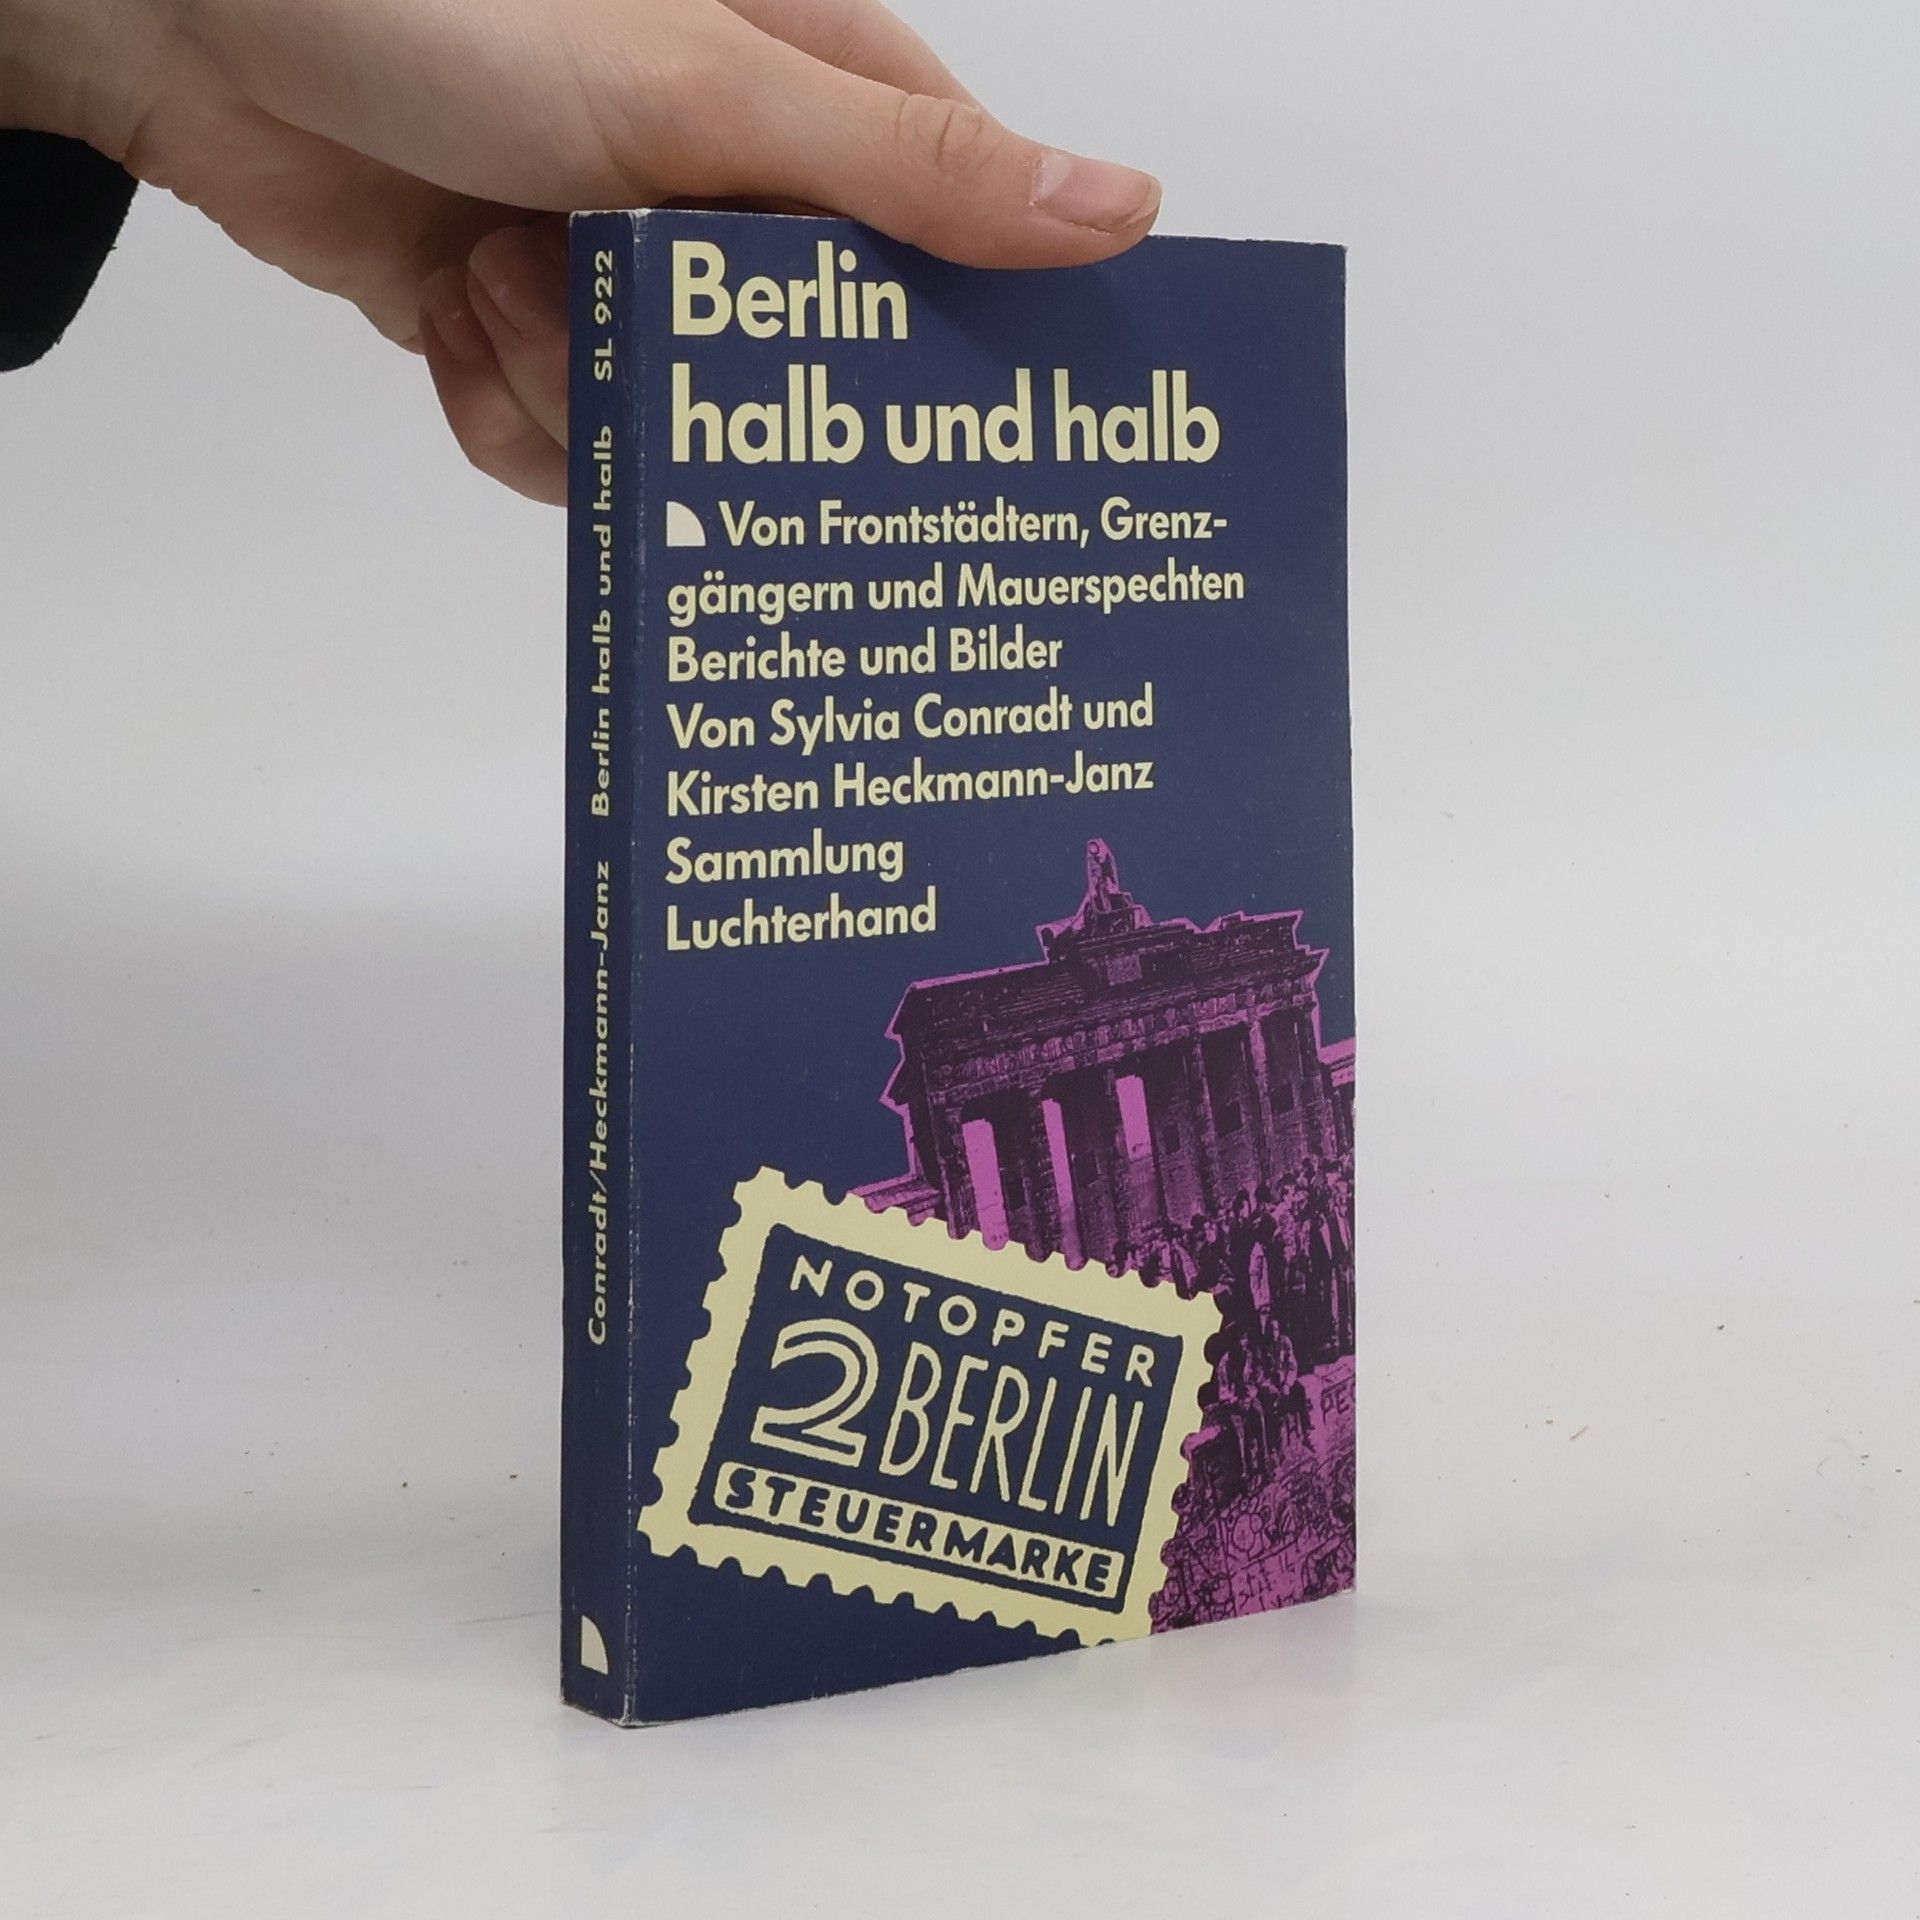 Berlin
halb und halb
Von Frontstädtern, Grenz-
gängern und Mauerspechten
Berichte und Bilder
Von Sylvia Conradt und
Kirsten Heckmann-Janz
Sammlung
Luchterhand
NOTOPFER
2 BERLIN
STEUERMARKE
Conradt/Heckmann-Janz Berlin halb und halb SL 922